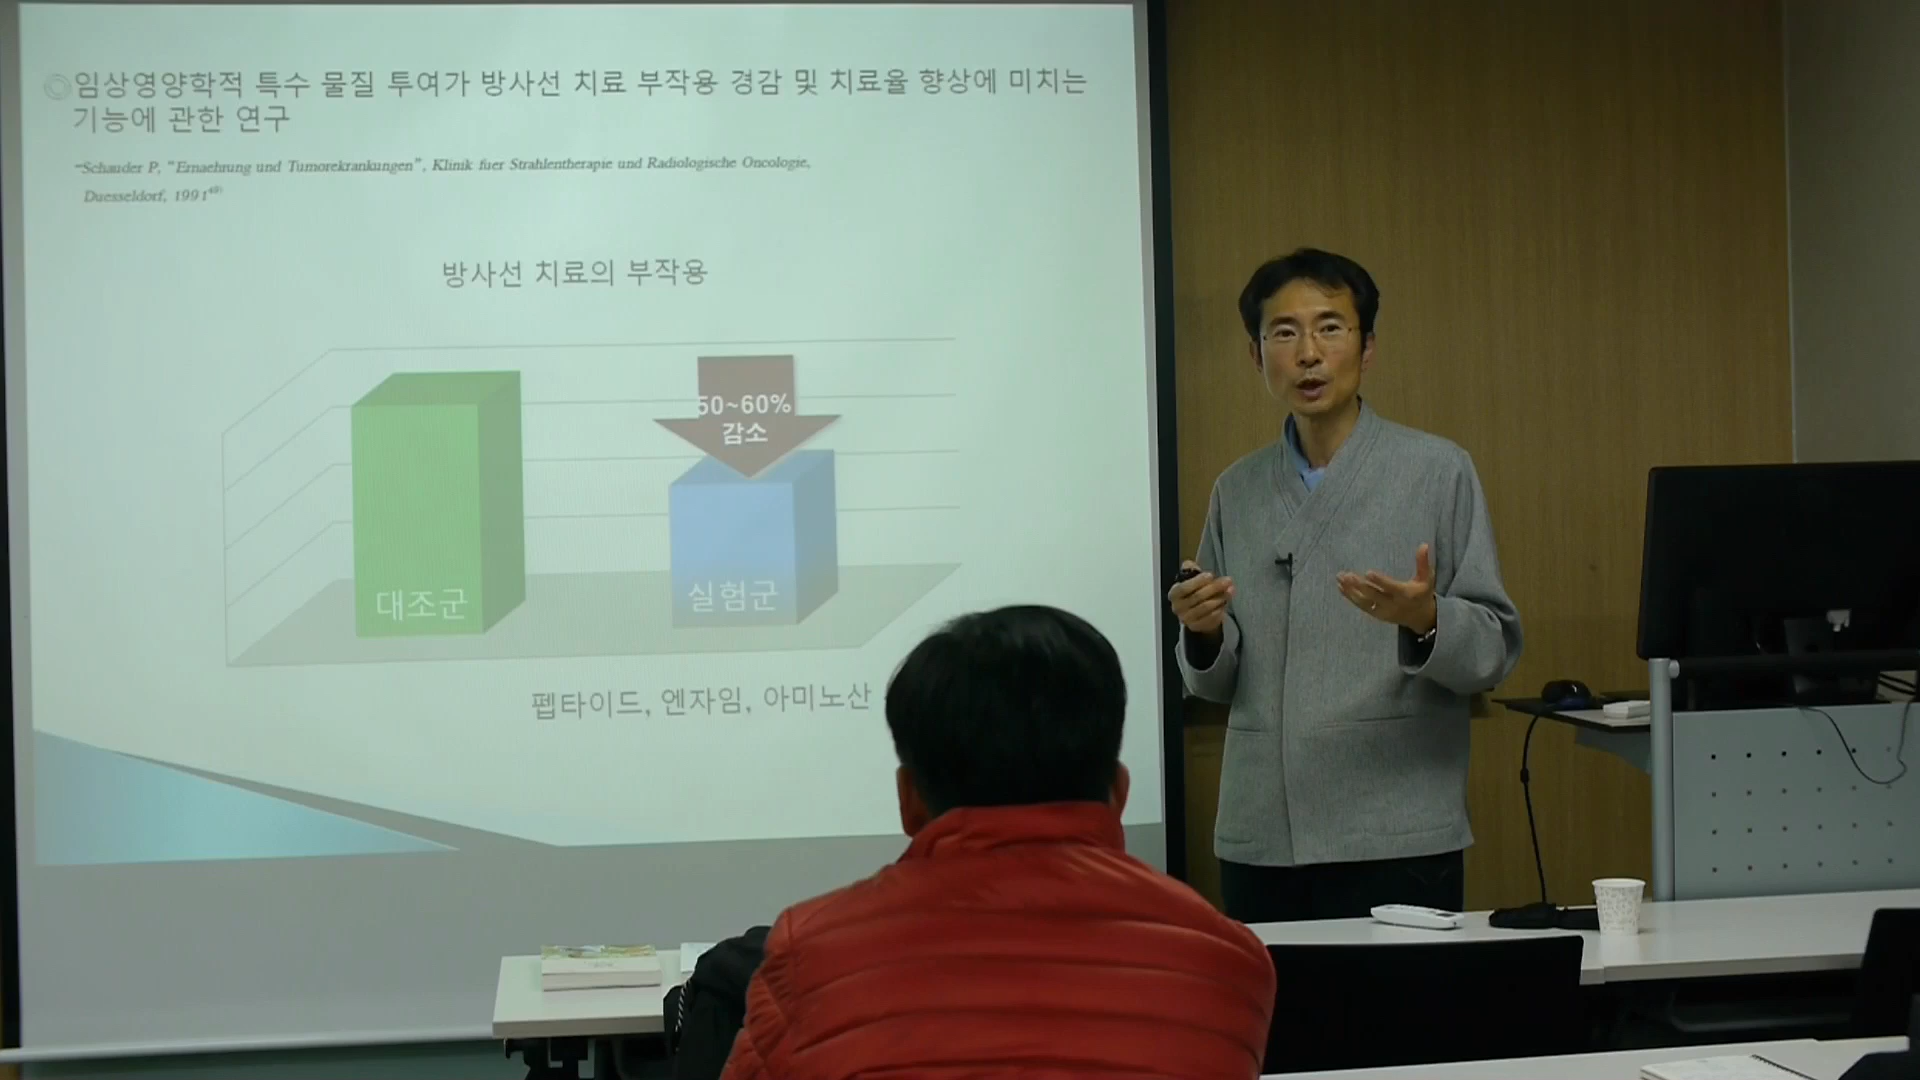 ◎임상영양학적 특수 물질 투여가 방사선 치료 부작용 경감 및 치료율 향상에 미치는
기능에 관한 연구
-Schauder P, "Ernaehrung und Tumorekrankungen", Klinik fuer Strahlentherapie und Radiologische Oncologie,
Duesseldorf, 1991⁴⁹⁾
방사선 치료의 부작용
50~60%
감소
대조군
실험군
펩타이드, 엔자임, 아미노산